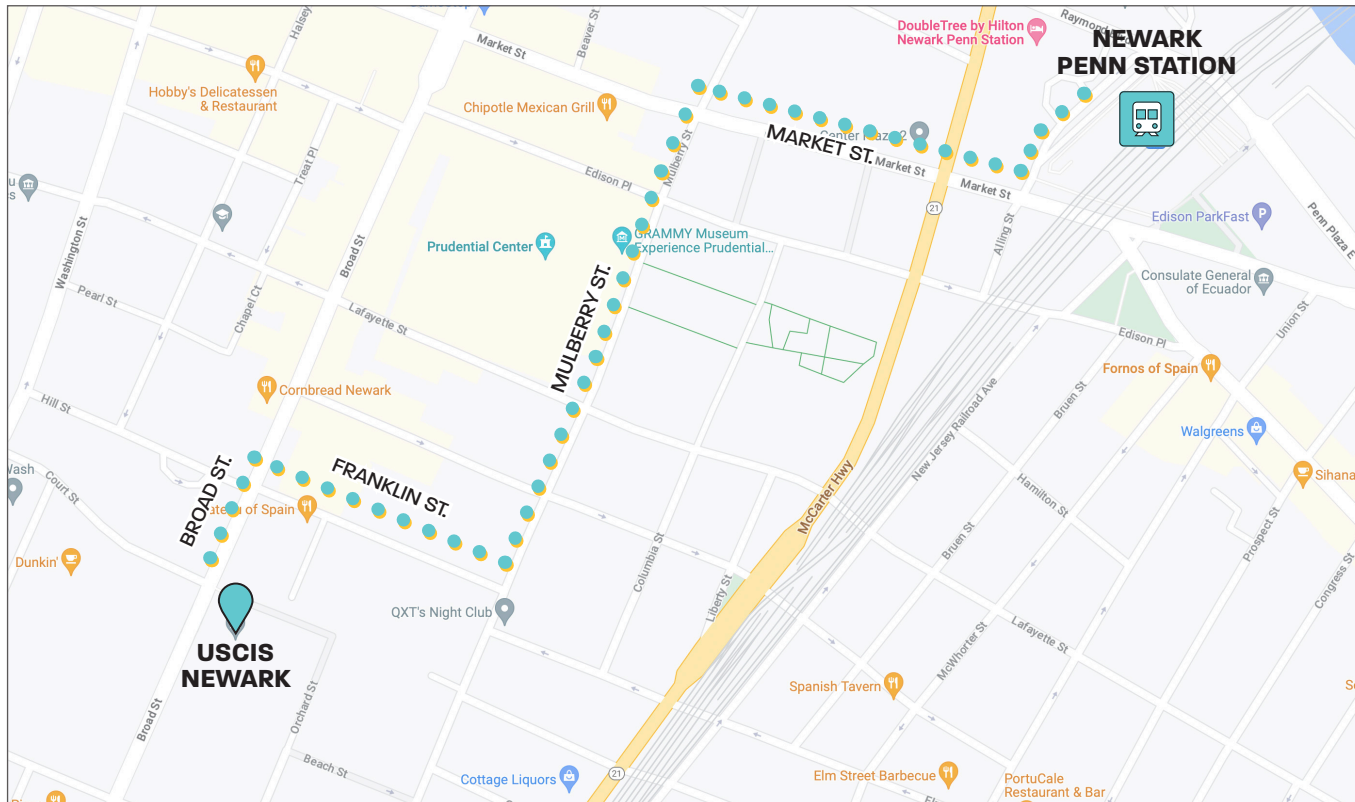 DoubleTree by Hilton
Newark Penn Station
NEWARK
PENN STATION
Halsey
Beaver St
Market St
Hobby's Delicatessen
& Restaurant
Chipotle Mexican Grill
MARKET ST.
Market St
Market St
Mulberry St
Treat Pl
Edison Pl
21
Alling St
Edison ParkFast
P
Penn Plaza E
Washington St
Broad St
Prudential Center
GRAMMY Museum
Experience Prudential...
Consulate General
of Ecuador
Pearl St
Chapel Ct
Lafayette St
MULBERRY ST.
Edison Pl
Union St
Fornos of Spain
Cornbread Newark
Hill St
New Jersey Railroad Ave
Bruen St
Walgreens
BROAD ST.
FRANKLIN ST.
of Spain
McCarter Hwy
Hamilton St
Sihana
Court St
Dunkin'
Columbia St
Liberty St
Bruen St
Prospect St
Congress St
QXT's Night Club
McWhorter St
Lafayette St
USCIS
NEWARK
Orchard St
Broad St
Spanish Tavern
Beach St
Cottage Liquors
21
Elm Street Barbecue
PortuCale
Restaurant & Bar